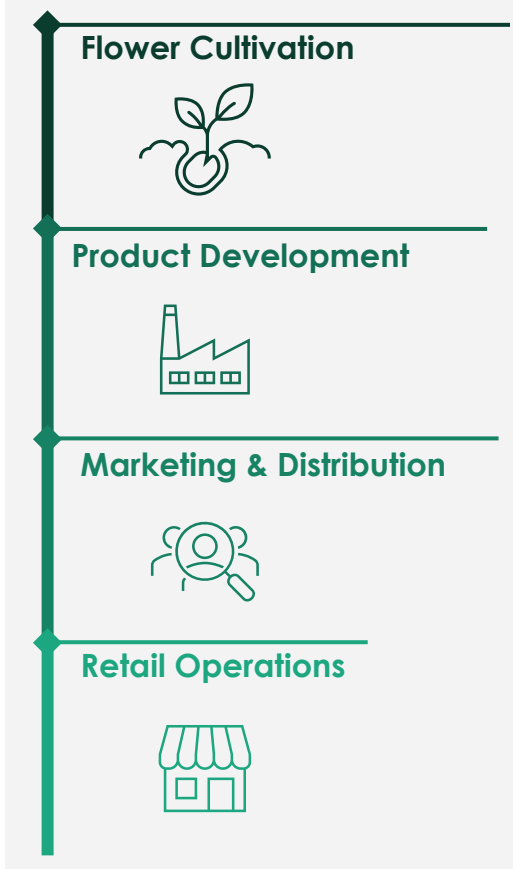 Flower Cultivation
Product Development
Marketing & Distribution
Retail Operations